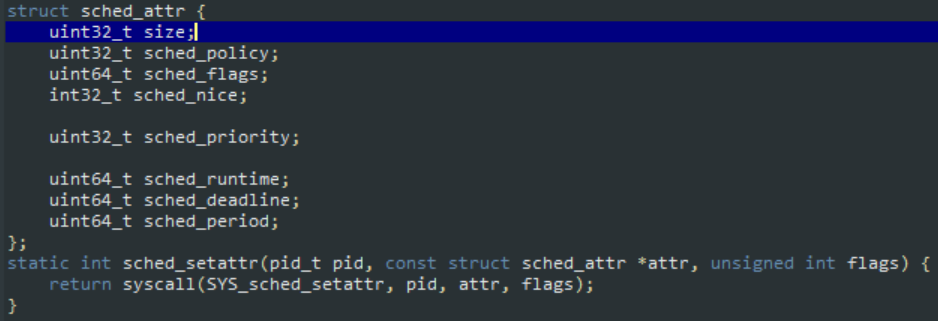 struct sched_attr {
    uint32_t size;
    uint32_t sched_policy;
    uint64_t sched_flags;
    int32_t sched_nice;

    uint32_t sched_priority;

    uint64_t sched_runtime;
    uint64_t sched_deadline;
    uint64_t sched_period;
};
static int sched_setattr(pid_t pid, const struct sched_attr *attr, unsigned int flags) {
    return syscall(SYS_sched_setattr, pid, attr, flags);
}